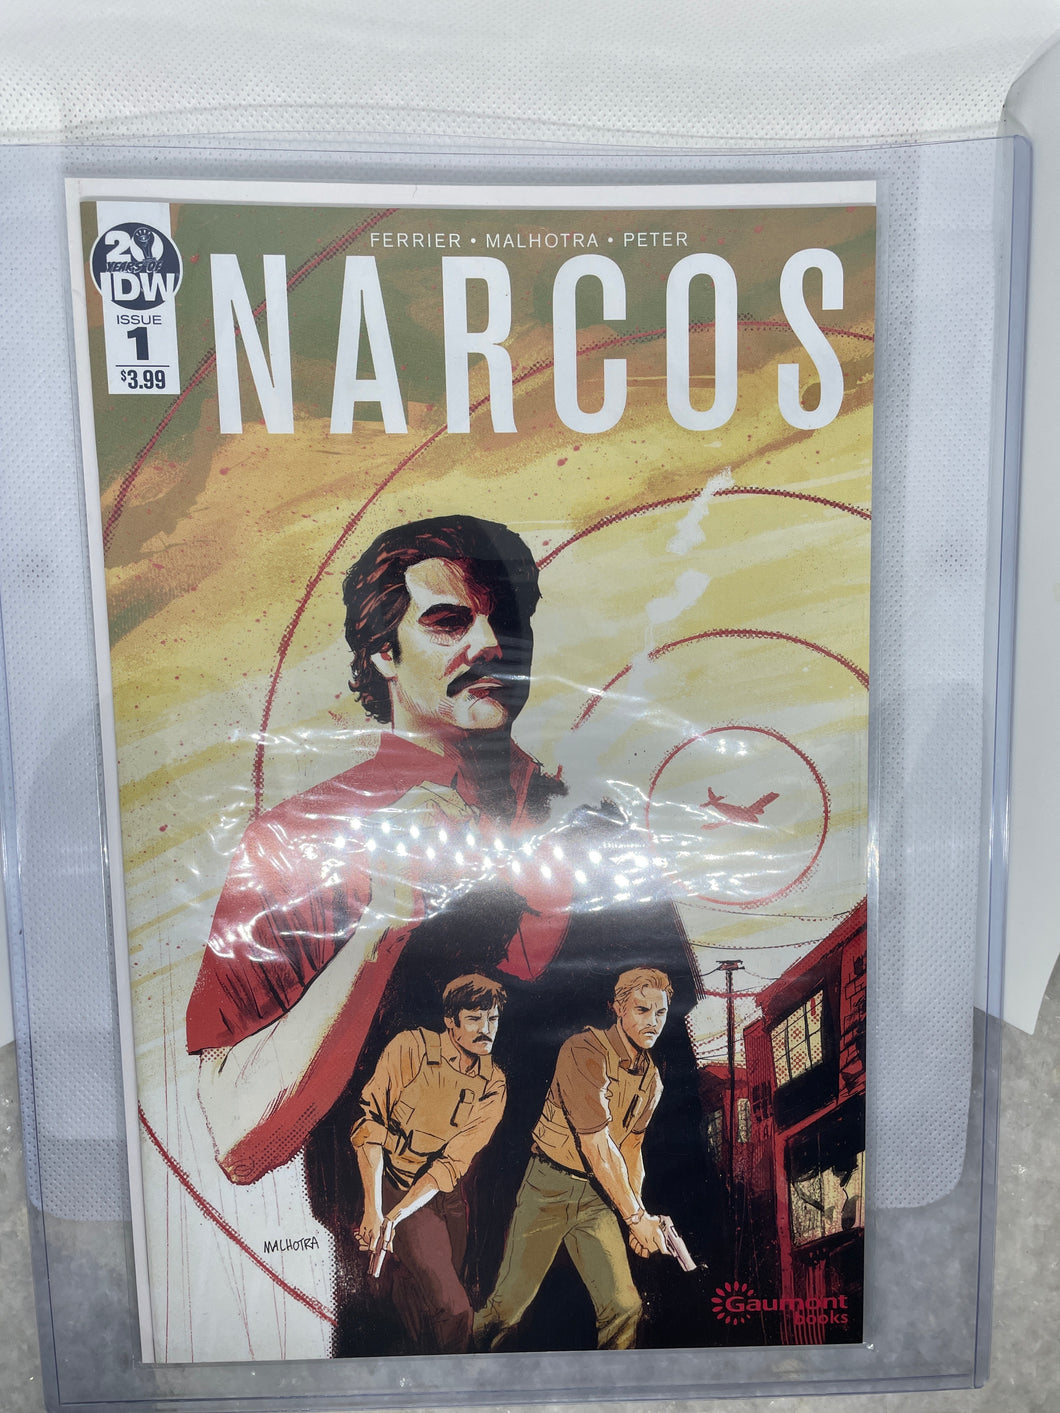 FERRIER • MALHOTRA • PETER
NARCOS
20
YEARS OF
IDW
ISSUE
1
$3.99
MALHOTRA
Gaumont
books